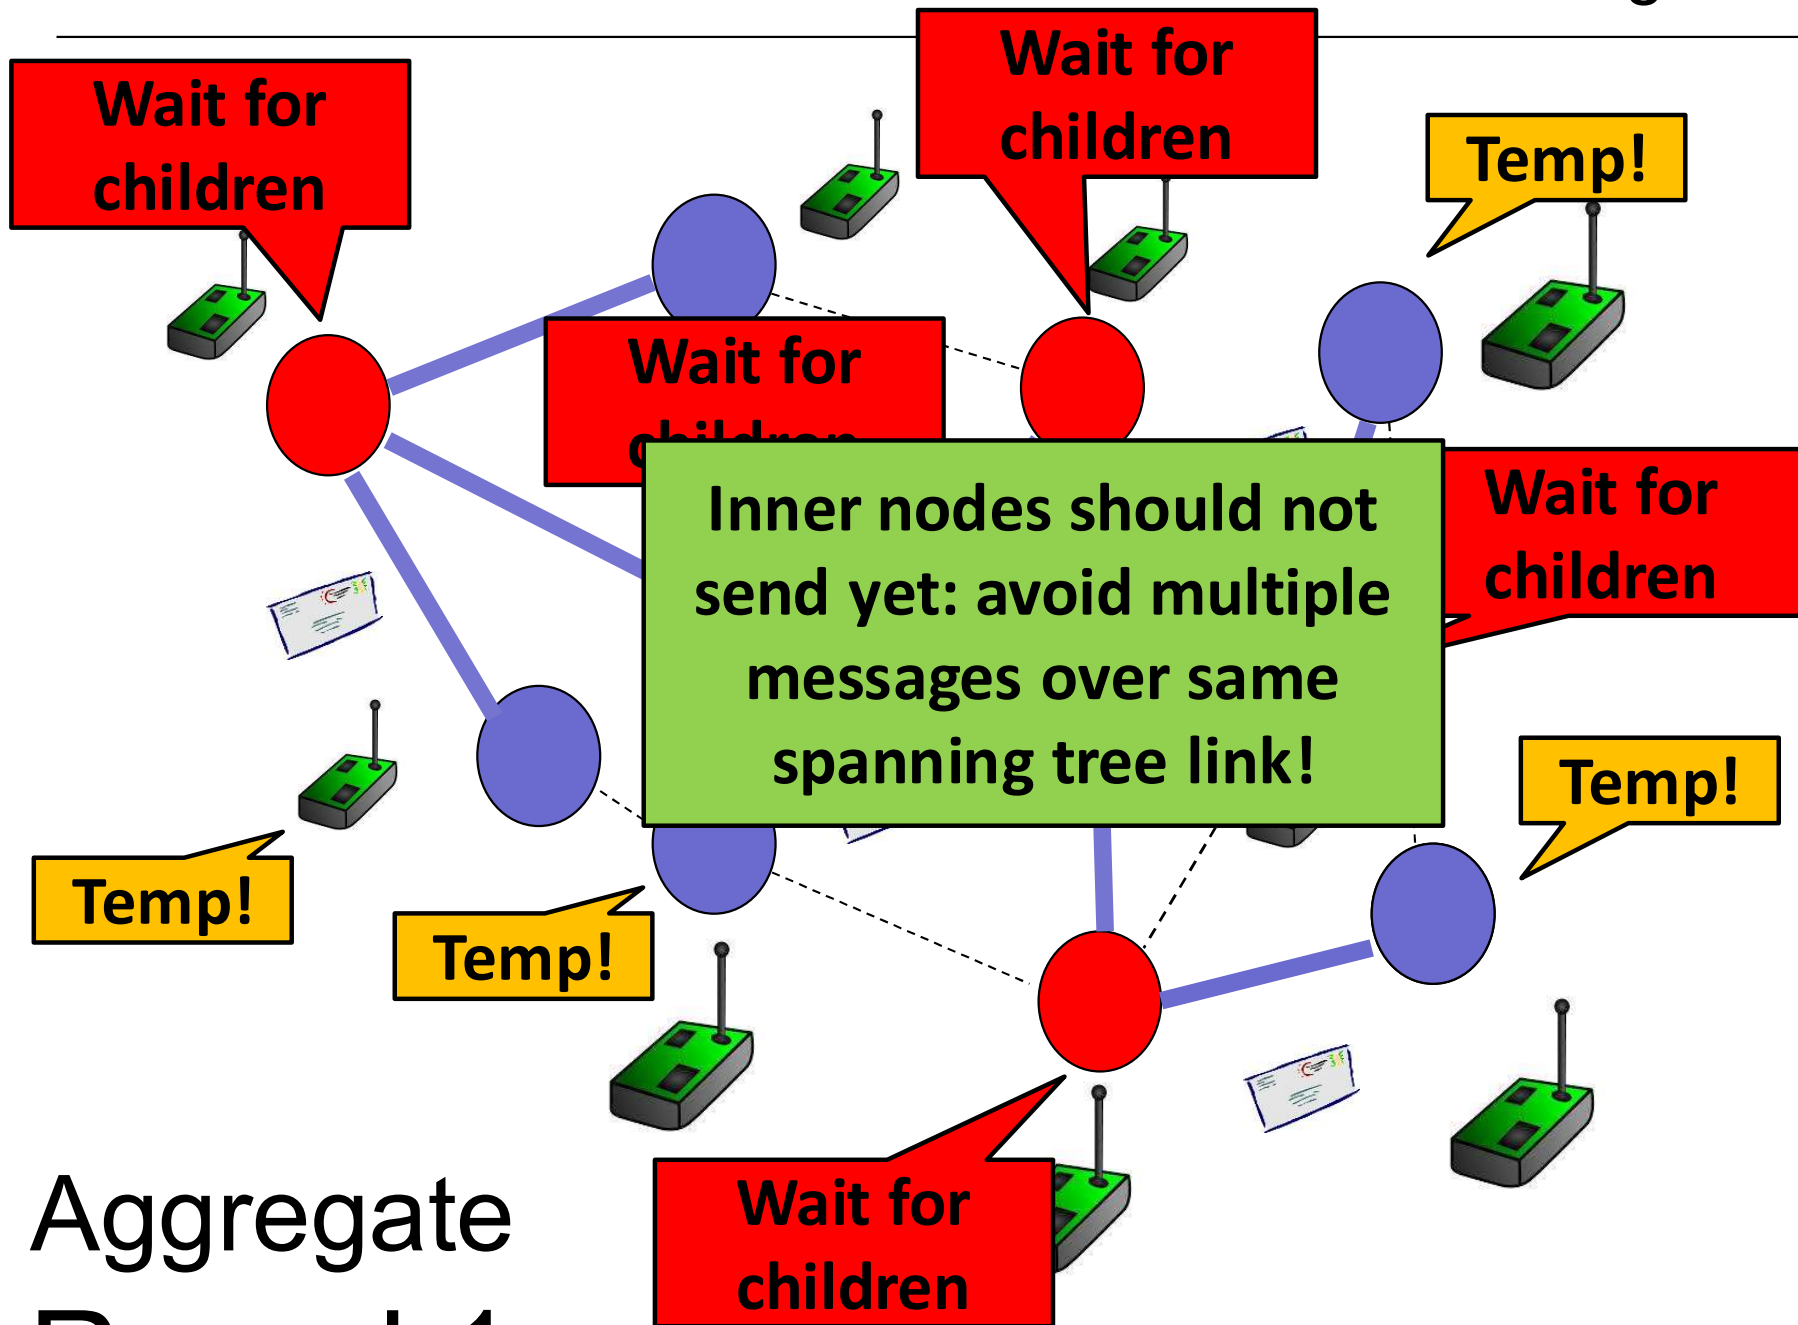 Wait for
children
Wait for
children
Temp!
Wait for
children
Inner nodes should not
send yet: avoid multiple
messages over same
spanning tree link!
Wait for
children
Temp!
Temp!
Temp!
Wait for
children
Aggregate